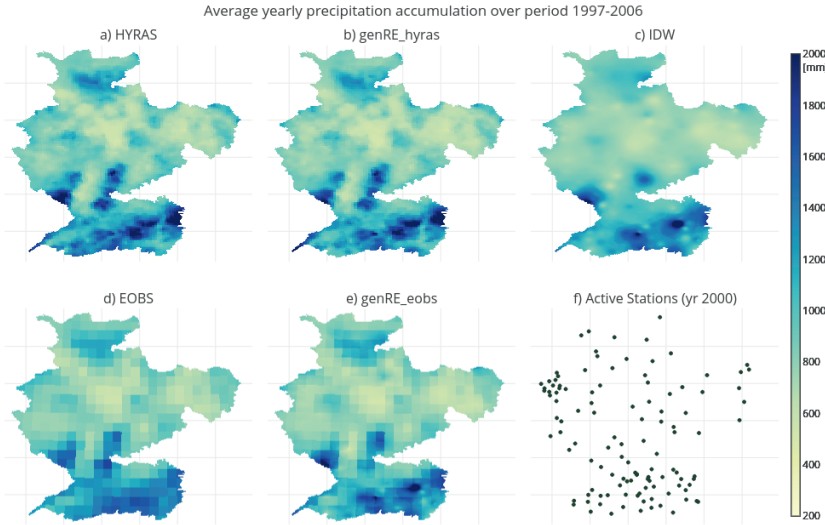 Average yearly precipitation accumulation over period 1997-2006
a) HYRAS
b) genRE_hyras
c) IDW
2000
[mm
1800
1600
1400
1200
1000
800
600
400
200
d) EOBS
e) genRE_eobs
f) Active Stations (yr 2000)